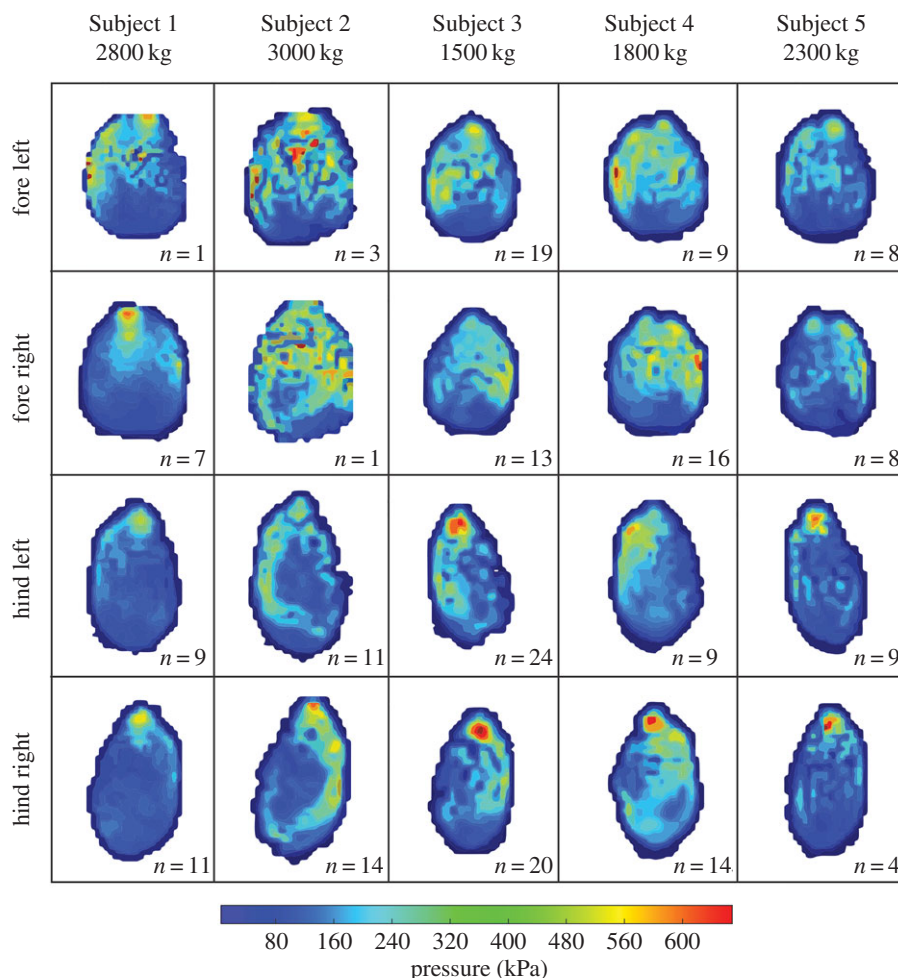 Subject 1 Subject 2 Subject 3 Subject 4 Subject 5
2800 kg 3000 kg 1500 kg 1800 kg 2300 kg
fore left
n = 1 n = 3 n = 19 n = 9 n = 8
fore right
n = 7 n = 1 n = 13 n = 16 n = 8
hind left
n = 9 n = 11 n = 24 n = 9 n = 9
hind right
n = 11 n = 14 n = 20 n = 14 n = 4
80 160 240 320 400 480 560 600
pressure (kPa)